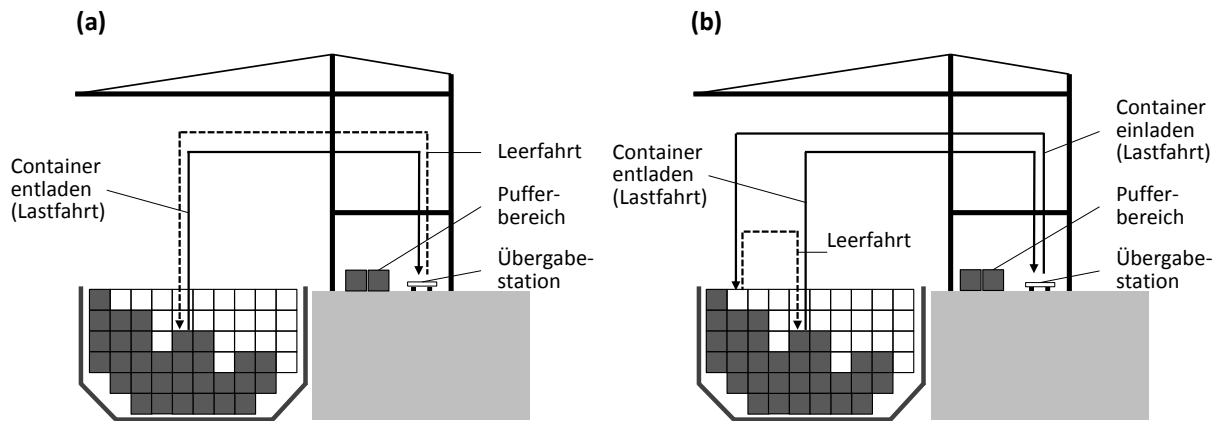 (a)
Container
entladen
(Lastfahrt)
Leerfahrt
Puffer-
bereich
Übergabe-
station
(b)
Container
entladen
(Lastfahrt)
Leerfahrt
Container
einladen
(Lastfahrt)
Puffer-
bereich
Übergabe-
station